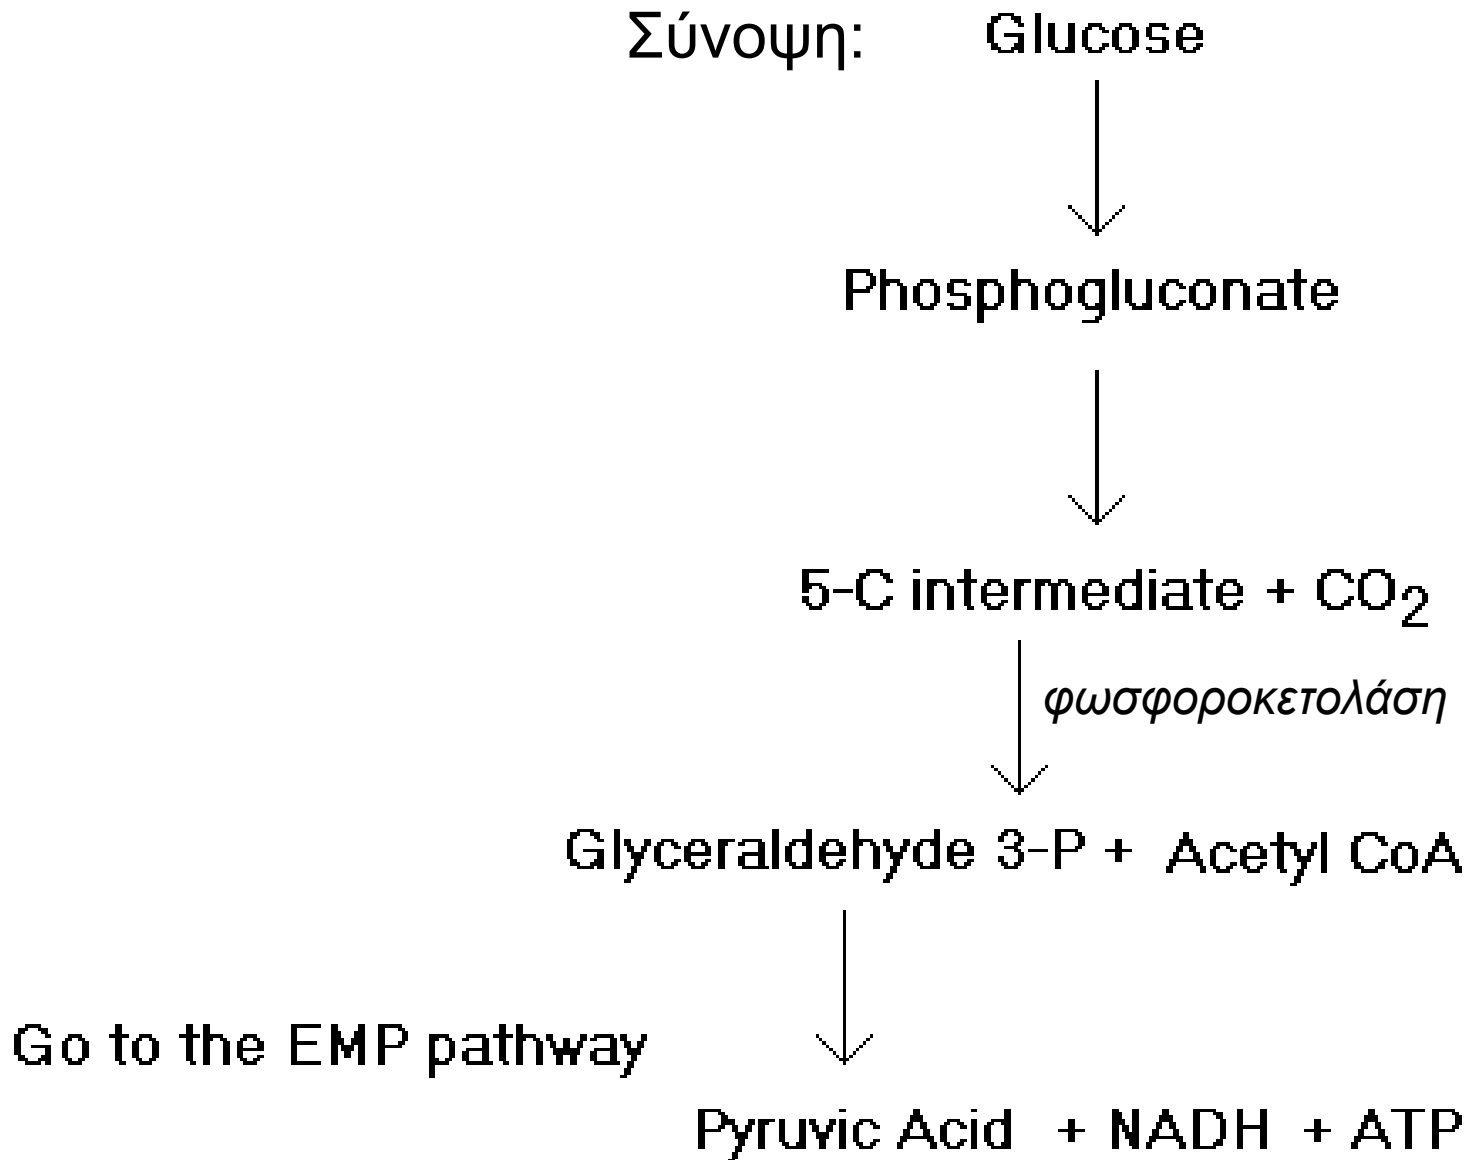 Σύνοψη: Glucose
Phosphogluconate
5-C intermediate + CO₂
φωσφοροκετολάση
Glyceraldehyde 3-P + Acetyl CoA
Go to the EMP pathway
Pyruvic Acid + NADH + ATP